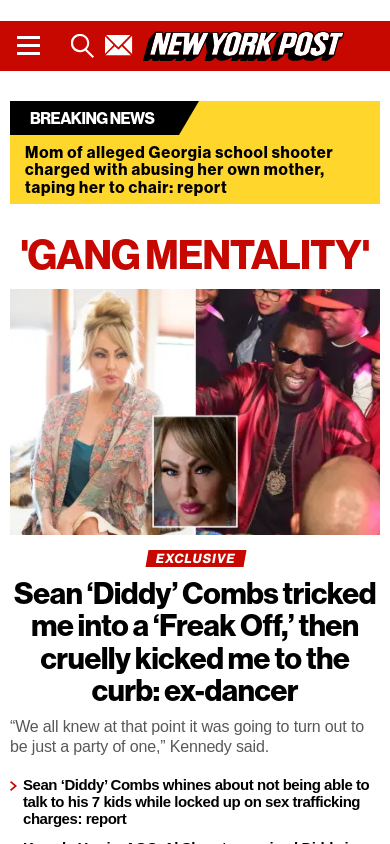 NEW YORK POST
BREAKING NEWS
Mom of alleged Georgia school shooter
charged with abusing her own mother,
taping her to chair: report
'GANG MENTALITY'
EXCLUSIVE
Sean ‘Diddy’ Combs tricked
me into a ‘Freak Off,’ then
cruelly kicked me to the
curb: ex-dancer
“We all knew at that point it was going to turn out to
be just a party of one,” Kennedy said.
Sean ‘Diddy’ Combs whines about not being able to
talk to his 7 kids while locked up on sex trafficking
charges: report